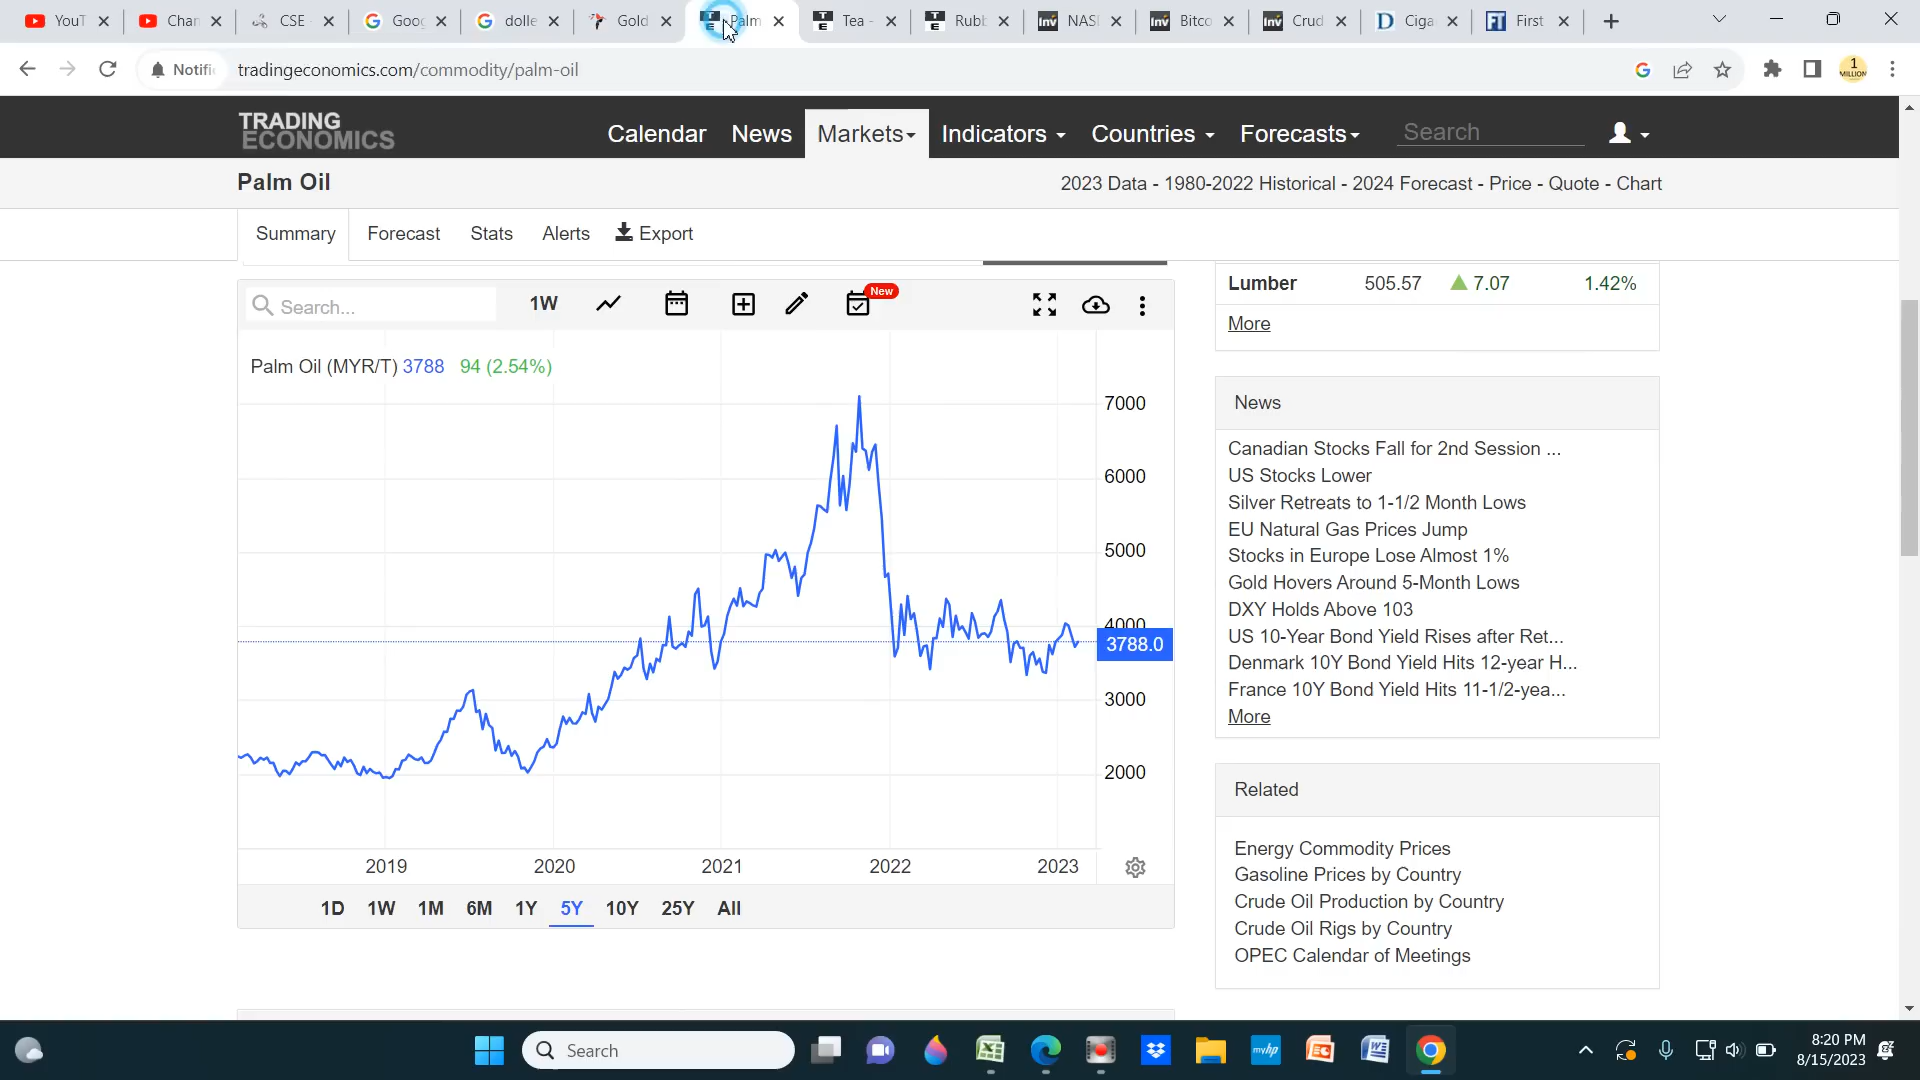 YouT
Chan
CSE
Goog
dolle
Gold
Palm
Tea -
Rubb
NAS
Bitco
Crud
Ciga
First
Notific
tradingeconomics.com/commodity/palm-oil
1
MILLION
TRADING
ECONOMICS
Calendar News Markets Indicators Countries Forecasts Search
Palm Oil
2023 Data - 1980-2022 Historical - 2024 Forecast - Price - Quote - Chart
Summary Forecast Stats Alerts Export
Lumber 505.57 7.07 1.42%
More
Search...
1W
New
Palm Oil (MYR/T) 3788 94 (2.54%)
7000
6000
5000
4000
3788.0
3000
2000
2019 2020 2021 2022 2023
1D 1W 1M 6M 1Y 5Y 10Y 25Y All
News
Canadian Stocks Fall for 2nd Session ...
US Stocks Lower
Silver Retreats to 1-1/2 Month Lows
EU Natural Gas Prices Jump
Stocks in Europe Lose Almost 1%
Gold Hovers Around 5-Month Lows
DXY Holds Above 103
US 10-Year Bond Yield Rises after Ret...
Denmark 10Y Bond Yield Hits 12-year H...
France 10Y Bond Yield Hits 11-1/2-yea...
More
Related
Energy Commodity Prices
Gasoline Prices by Country
Crude Oil Production by Country
Crude Oil Rigs by Country
OPEC Calendar of Meetings
Search
myhp
8:20 PM
8/15/2023